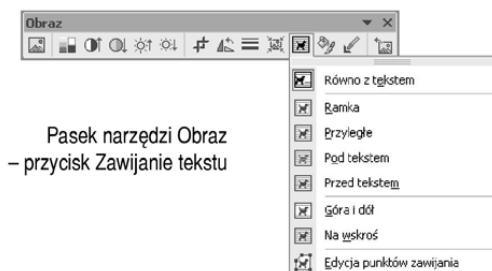 Obraz
Równo z tekstem
Ramka
Przyległe
Pod tekstem
Przed tekstem
Góra i dół
Na wskroś
Edycja punktów zawijania
Pasek narzędzi Obraz
– przycisk Zawijanie tekstu